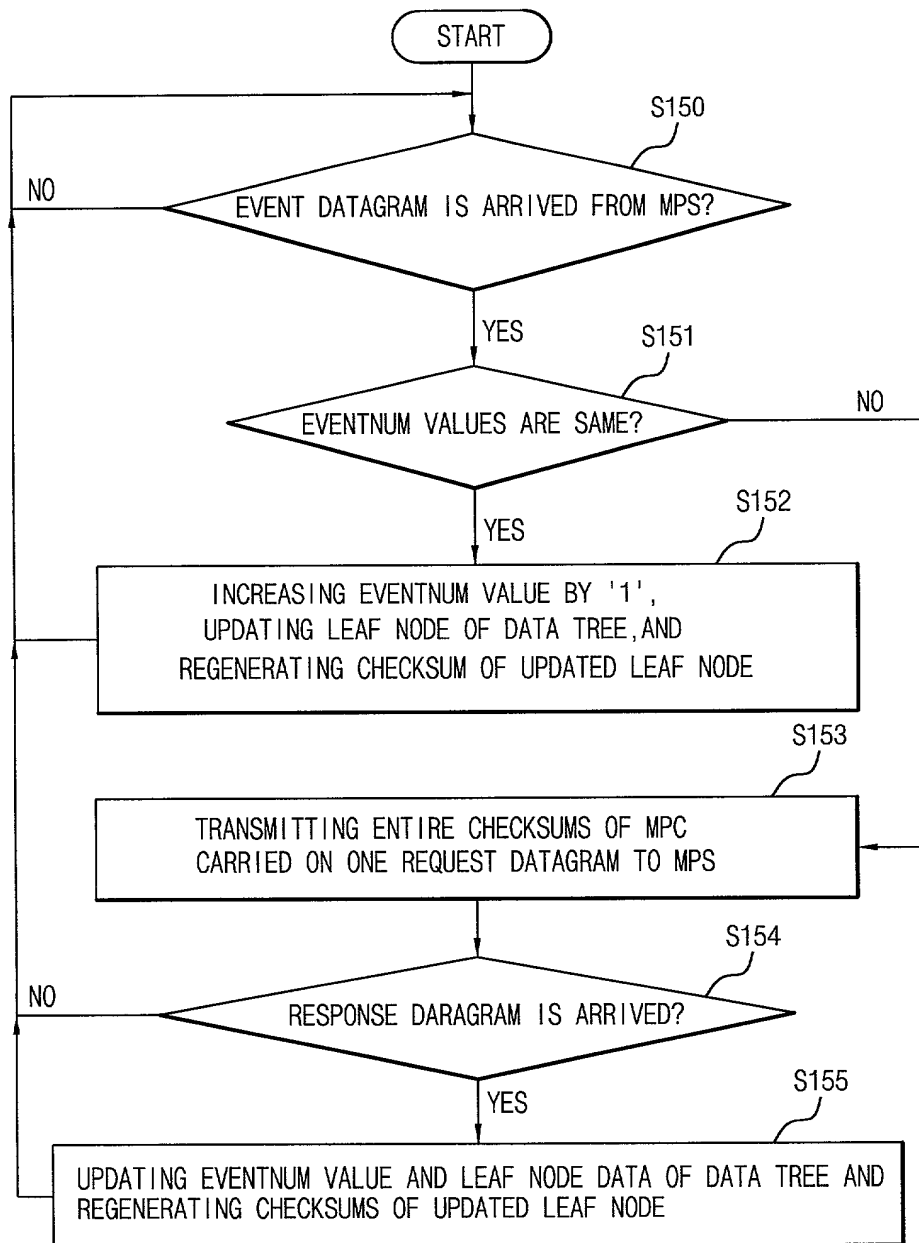 START
S150
NO
EVENT DATAGRAM IS ARRIVED FROM MPS?
YES
S151
NO
EVENTNUM VALUES ARE SAME?
YES
S152
INCREASING EVENTNUM VALUE BY '1',
UPDATING LEAF NODE OF DATA TREE,AND
REGENERATING CHECKSUM OF UPDATED LEAF NODE
S153
TRANSMITTING ENTIRE CHECKSUMS OF MPC
CARRIED ON ONE REQUEST DATAGRAM TO MPS
S154
NO
RESPONSE DARAGRAM IS ARRIVED?
YES
S155
UPDATING EVENTNUM VALUE AND LEAF NODE DATA OF DATA TREE AND
REGENERATING CHECKSUMS OF UPDATED LEAF NODE